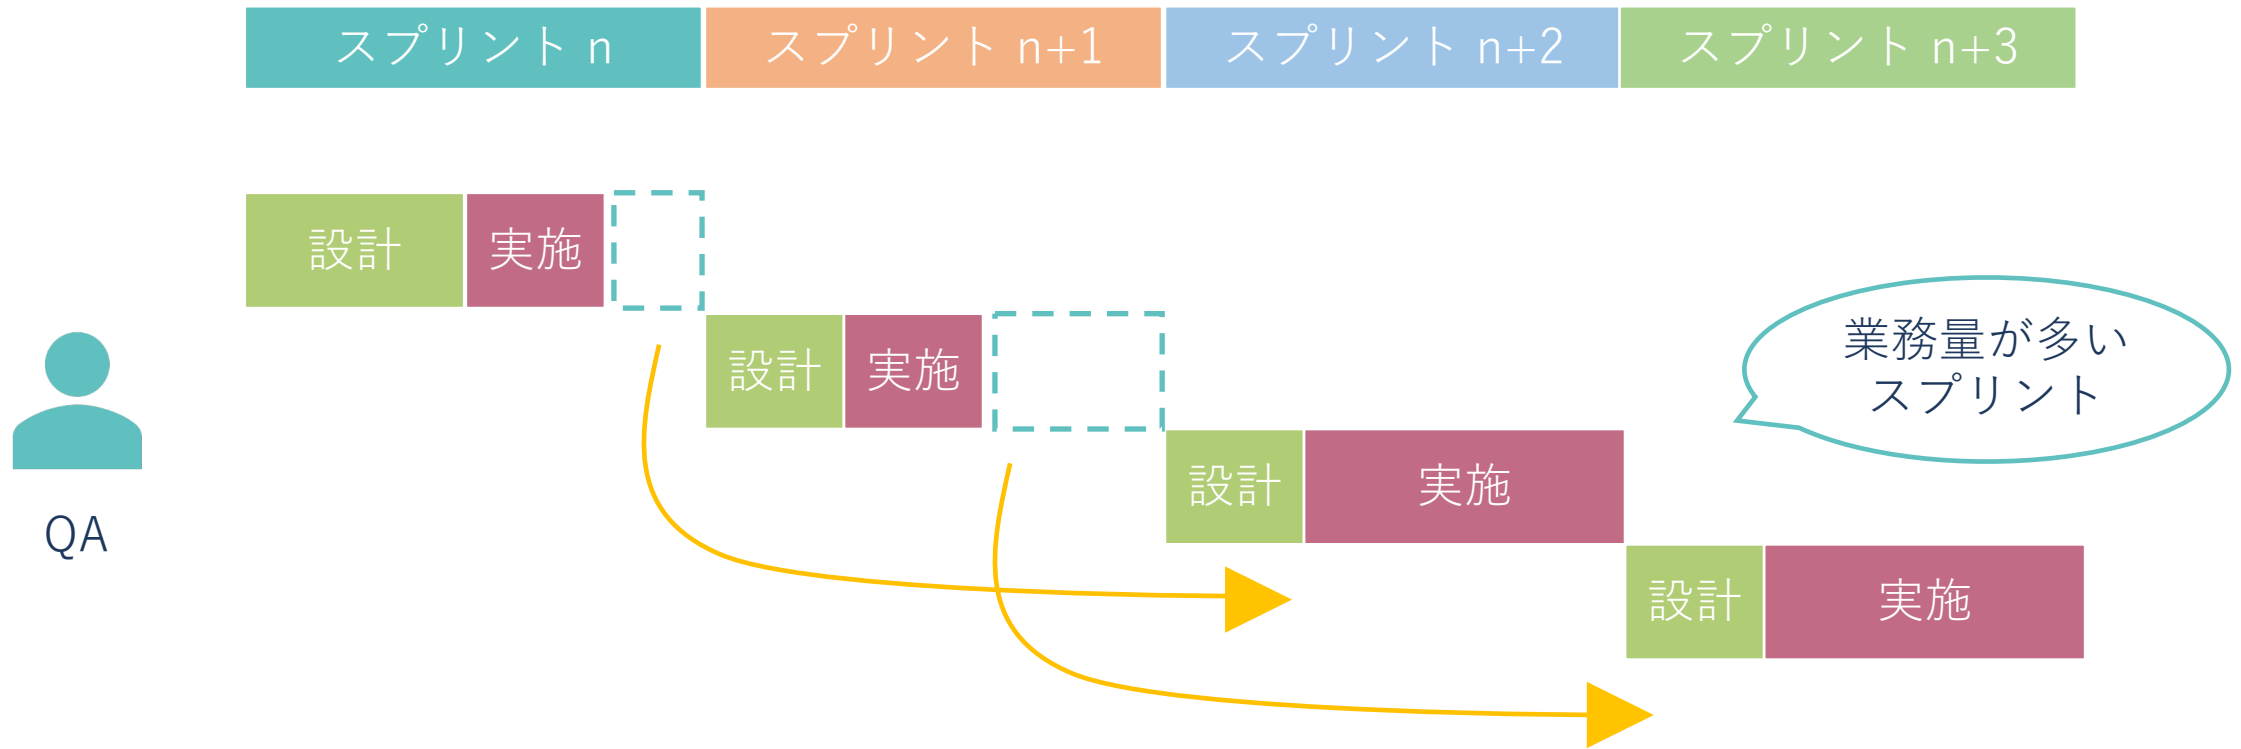 スプリント n
スプリント n+1
スプリント n+2
スプリント n+3
設計
実施
設計
実施
業務量が多い
スプリント
設計
実施
QA
設計
実施